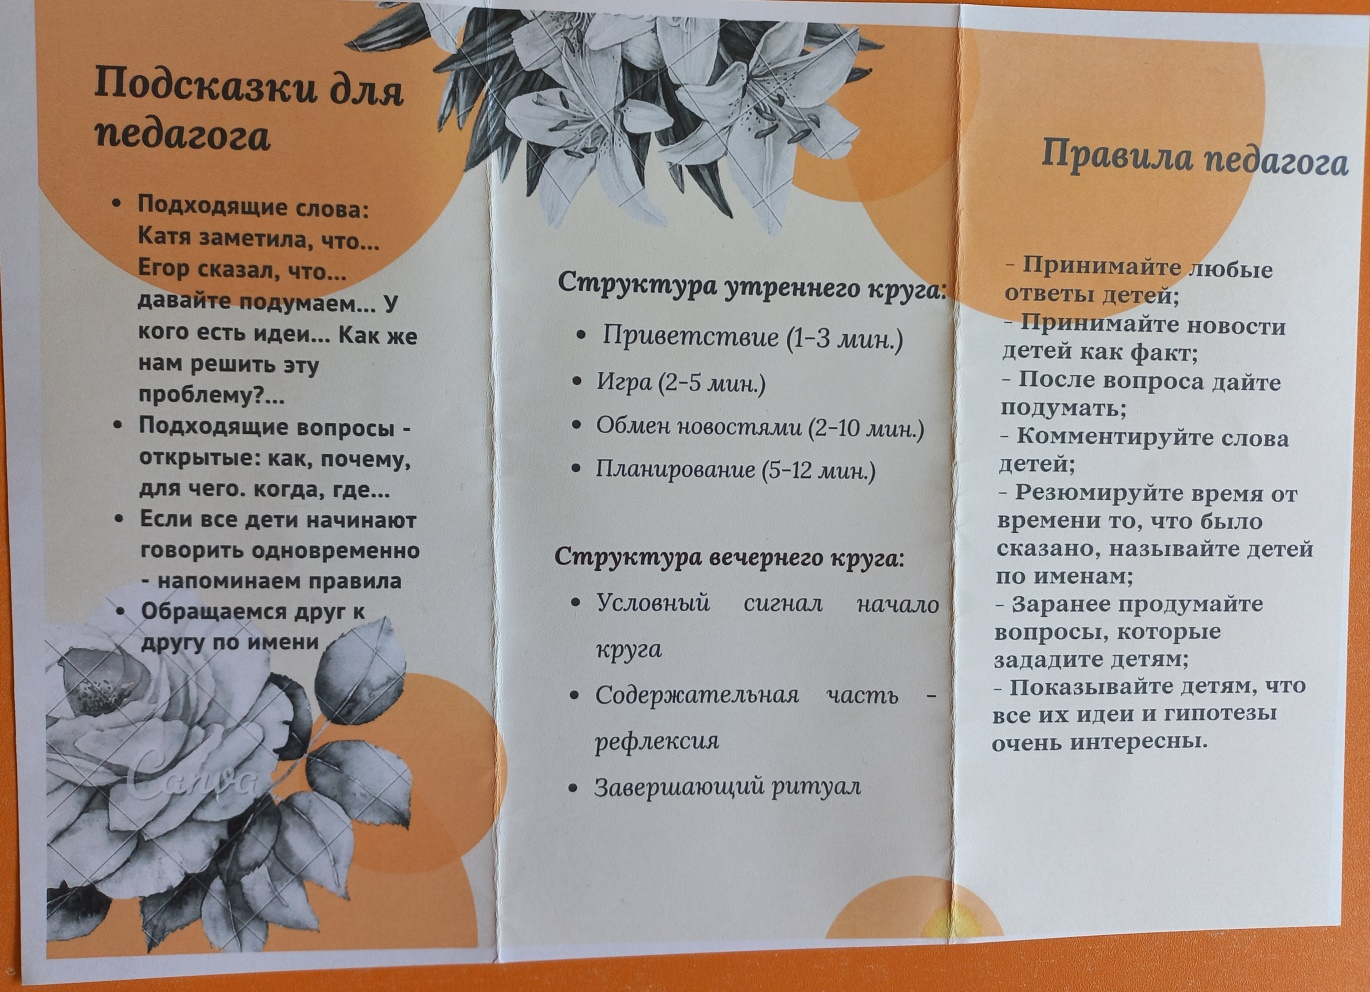 Подсказки для
педагога
• Подходящие слова:
Катя заметила, что...
Егор сказал, что...
давайте подумаем... У
кого есть идеи... Как же
нам решить эту
проблему?...
• Подходящие вопросы -
открытые: как, почему,
для чего. когда, где...
• Если все дети начинают
говорить одновременно
- напоминаем правила
• Обращаемся друг к
другу по имени
Canva
Структура утреннего круга:
• Приветствие (1-3 мин.)
• Игра (2-5 мин.)
• Обмен новостями (2-10 мин.)
• Планирование (5-12 мин.)
Структура вечернего круга:
• Условный сигнал начало
круга
• Содержательная часть -
рефлексия
• Завершающий ритуал
Правила педагога
- Принимайте любые
ответы детей;
- Принимайте новости
детей как факт;
- После вопроса дайте
подумать;
- Комментируйте слова
детей;
- Резюмируйте время от
времени то, что было
сказано, называйте детей
по именам;
- Заранее продумайте
вопросы, которые
зададите детям;
- Показывайте детям, что
все их идеи и гипотезы
очень интересны.